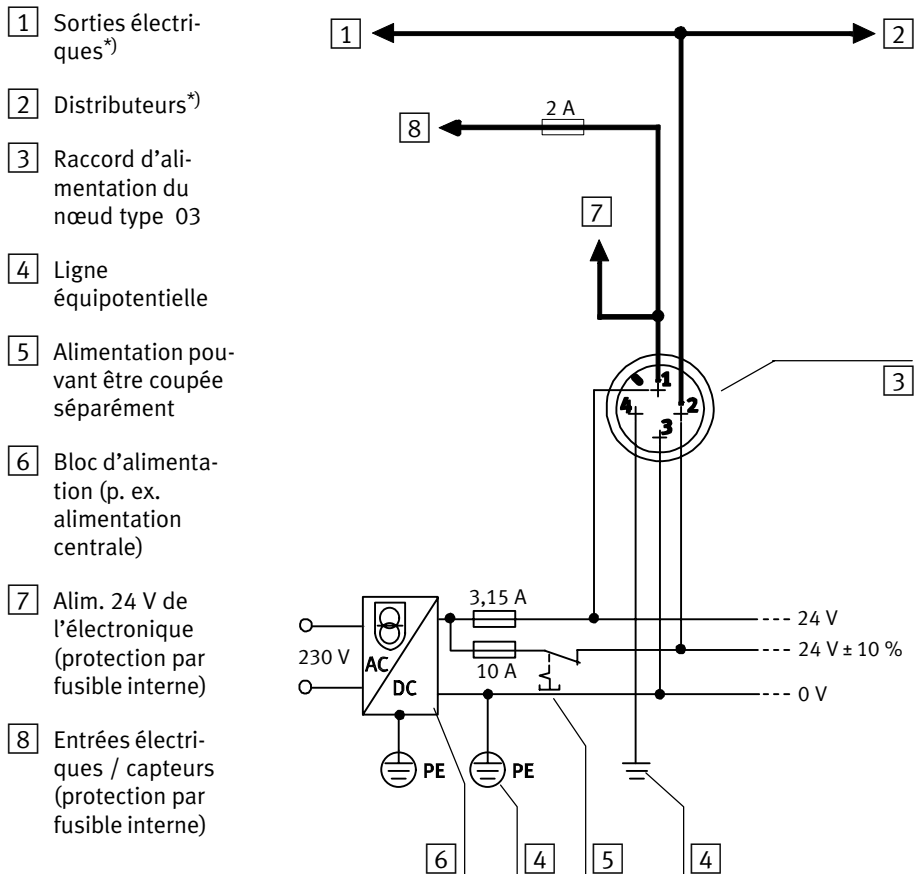 1 Sorties électri-
ques*)
2 Distributeurs*)
3 Raccord d’ali-
mentation du
nœud type 03
4 Ligne
équipotentielle
5 Alimentation pou-
vant être coupée
séparément
6 Bloc d’alimenta-
tion (p. ex.
alimentation
centrale)
7 Alim. 24 V de
l’électronique
(protection par
fusible interne)
8 Entrées électri-
ques / capteurs
(protection par
fusible interne)
1
2
2 A
8
7
3
1
4
2
3
3,15 A
24 V
230 V
10 A
24 V ± 10 %
AC
DC
0 V
PE
PE
6
4
5
4